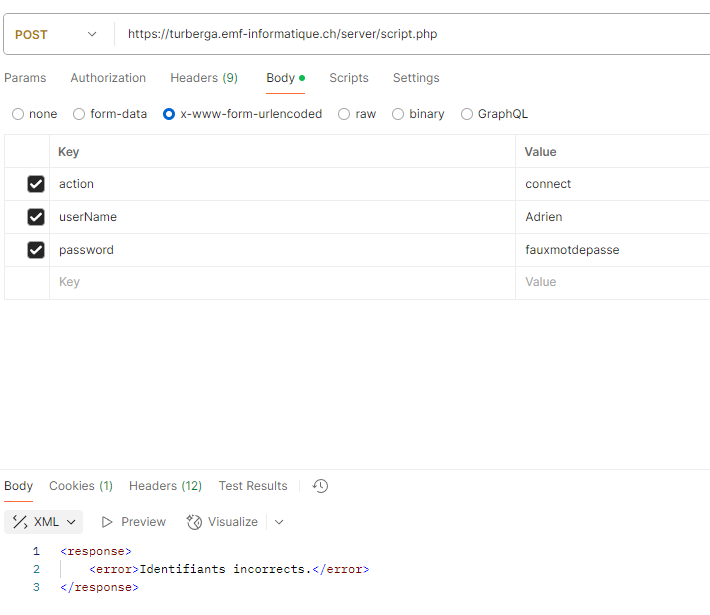 POST https://turberga.emf-informatique.ch/server/script.php
Params Authorization Headers (9) Body Scripts Settings
none form-data x-www-form-urlencoded raw binary GraphQL
Key Value
action connect
userName Adrien
password fauxmotdepasse
Key Value
Body Cookies (1) Headers (12) Test Results
XML Preview Visualize
1 <response>
2 <error>Identifiants incorrects.</error>
3 </response>